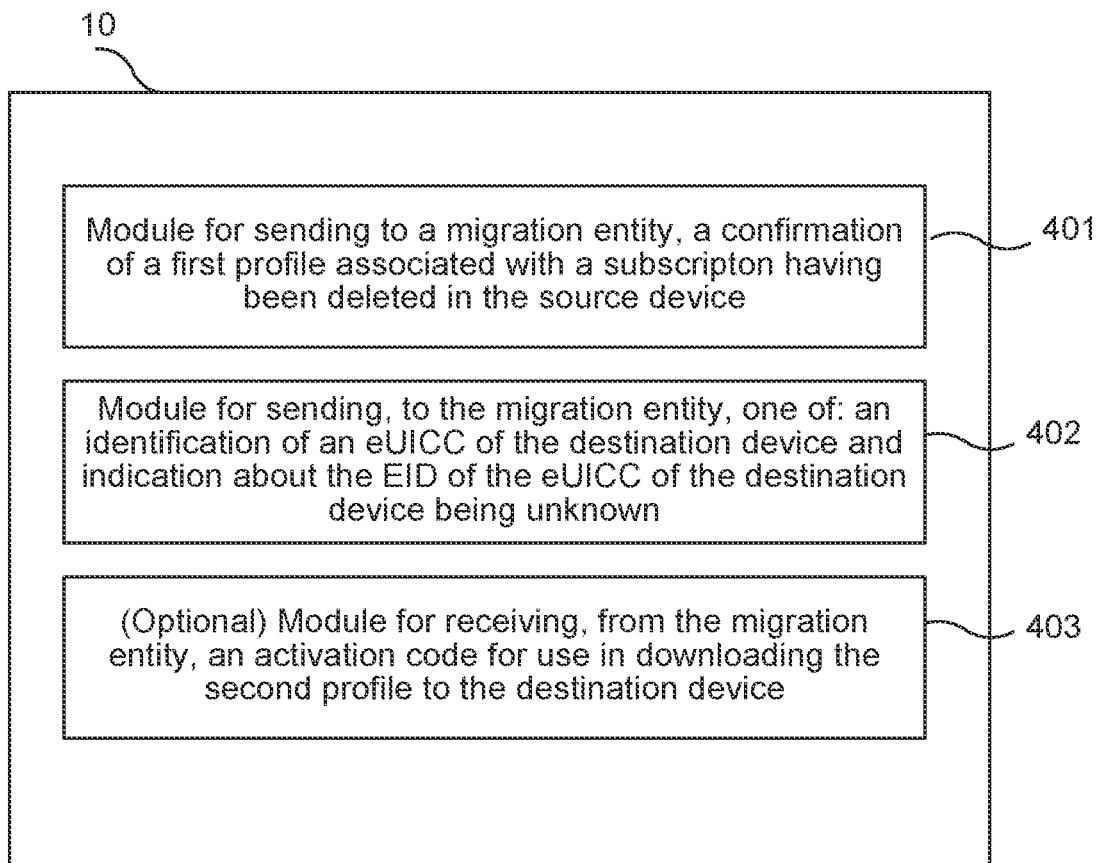 10
Module for sending to a migration entity, a confirmation
of a first profile associated with a subscripton having
been deleted in the source device
401
Module for sending, to the migration entity, one of: an
identification of an eUICC of the destination device and
indication about the EID of the eUICC of the destination
device being unknown
402
(Optional) Module for receiving, from the migration
entity, an activation code for use in downloading the
second profile to the destination device
403